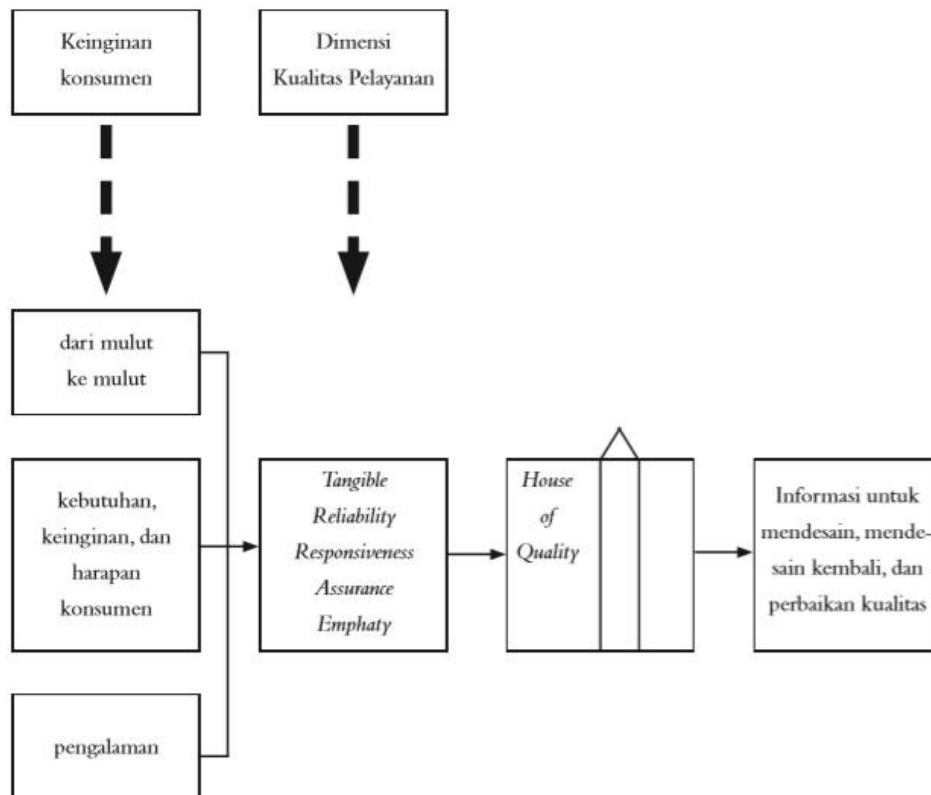 Keinginan
konsumen
Dimensi
Kualitas Pelayanan
dari mulut
ke mulut
kebutuhan,
keinginan, dan
harapan
konsumen
pengalaman
Tangible
Reliability
Responsiveness
Assurance
Emphaty
House
of
Quality
Informasi untuk
mendesain, mende-
sain kembali, dan
perbaikan kualitas